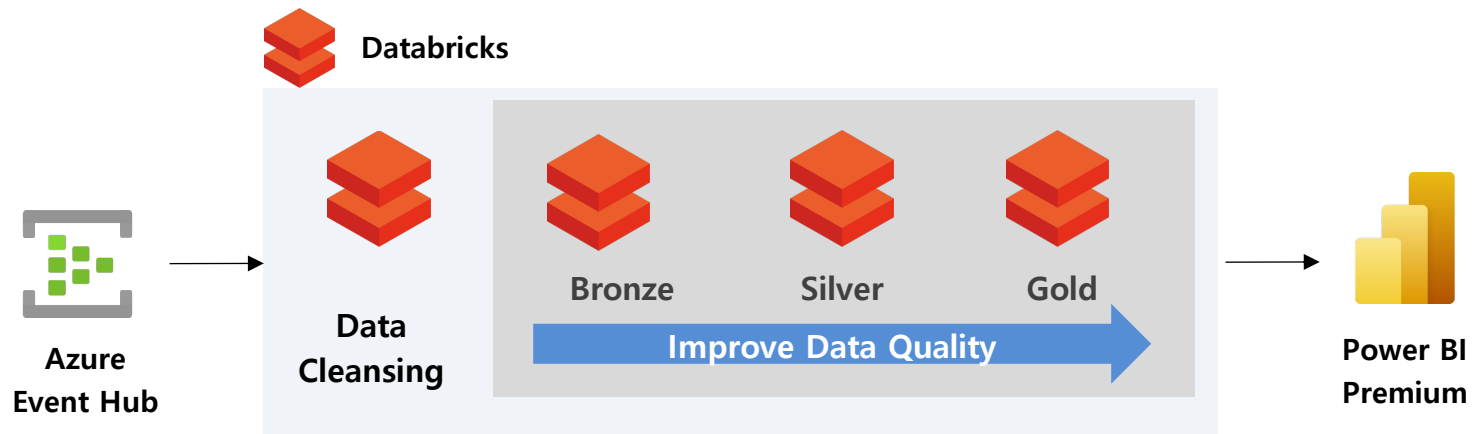 Databricks
Azure
Event Hub
Data
Cleansing
Bronze
Silver
Gold
Improve Data Quality
Power BI
Premium